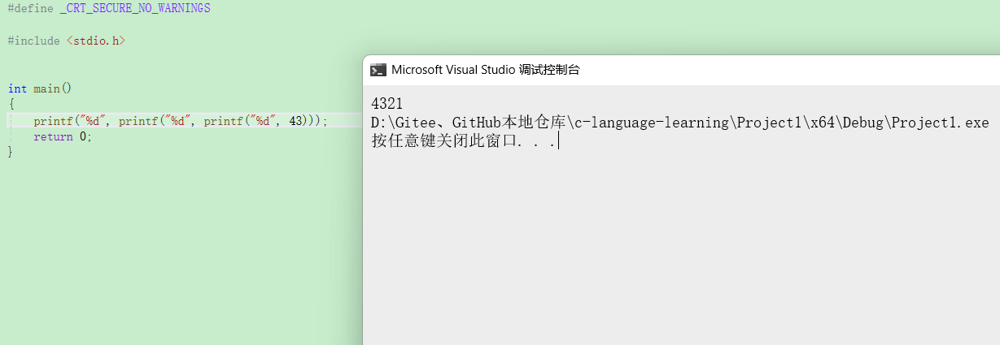 #define _CRT_SECURE_NO_WARNINGS
#include <stdio.h>
int main()
{
printf("%d", printf("%d", printf("%d", 43)));
return 0;
}
Microsoft Visual Studio 调试控制台
4321
D:\Gitee、GitHub本地仓库\c-language-learning\Project1\x64\Debug\Project1.exe
按任意键关闭此窗口. . .